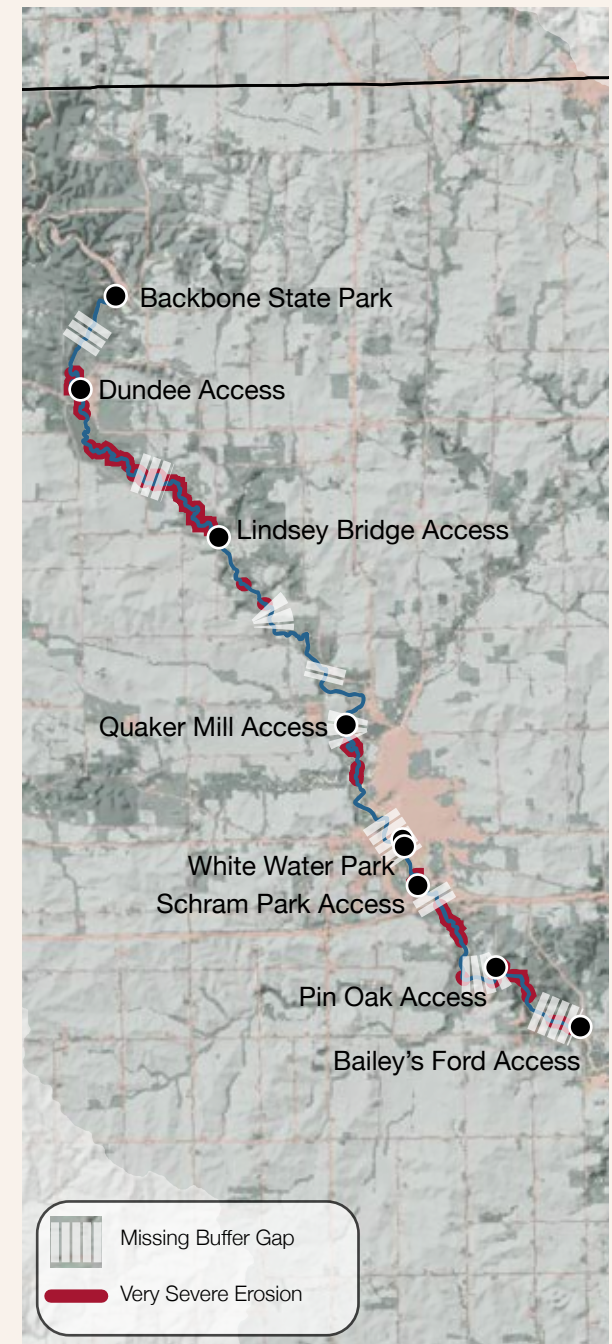 Backbone State Park
Dundee Access
Lindsey Bridge Access
Quaker Mill Access
White Water Park
Schram Park Access
Pin Oak Access
Bailey’s Ford Access
Missing Buffer Gap
Very Severe Erosion